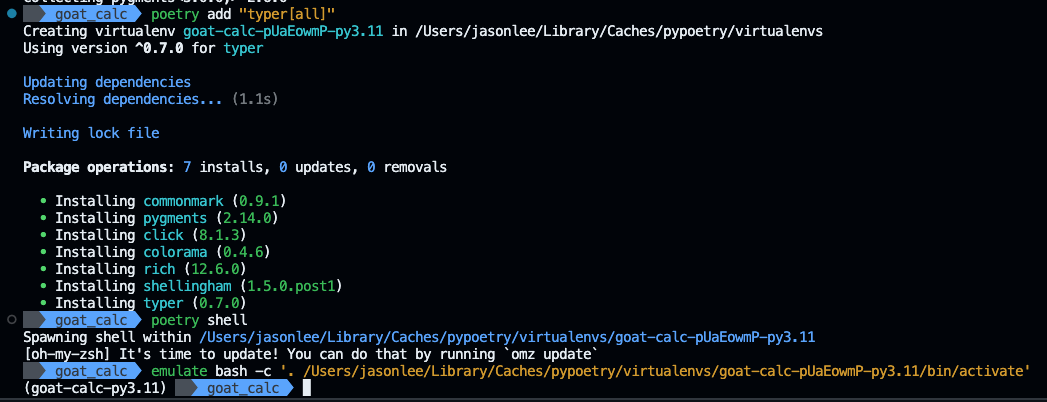 goat_calc poetry add "typer[all]"
Creating virtualenv goat-calc-pUaEowmP-py3.11 in /Users/jasonlee/Library/Caches/pypoetry/virtualenvs
Using version ^0.7.0 for typer
Updating dependencies
Resolving dependencies... (1.1s)
Writing lock file
Package operations: 7 installs, 0 updates, 0 removals
• Installing commonmark (0.9.1)
• Installing pygments (2.14.0)
• Installing click (8.1.3)
• Installing colorama (0.4.6)
• Installing rich (12.6.0)
• Installing shellingham (1.5.0.post1)
• Installing typer (0.7.0)
goat_calc poetry shell
Spawning shell within /Users/jasonlee/Library/Caches/pypoetry/virtualenvs/goat-calc-pUaEowmP-py3.11
[oh-my-zsh] It's time to update! You can do that by running `omz update`
goat_calc emulate bash -c '. /Users/jasonlee/Library/Caches/pypoetry/virtualenvs/goat-calc-pUaEowmP-py3.11/bin/activate'
(goat-calc-py3.11) goat_calc